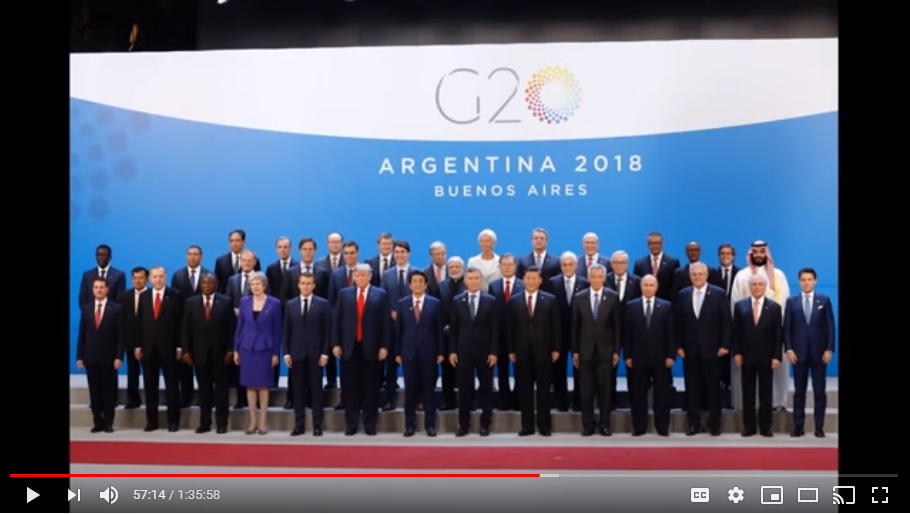 G20
ARGENTINA 2018
BUENOS AIRES
57:14 / 1:35:58
CC